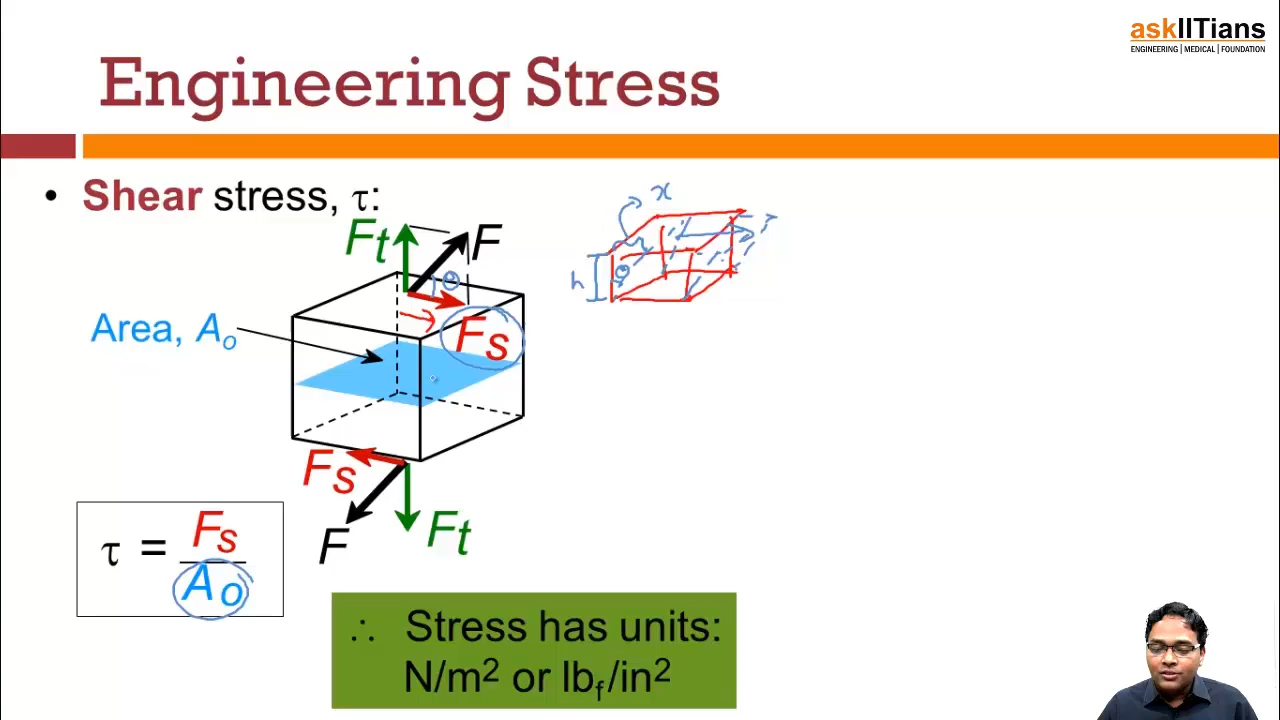 askIITians
ENGINEERING | MEDICAL | FOUNDATION
Engineering Stress
• Shear stress, τ:
x
Ft
F
θ
Fs
h
θ
F
Area, Ao
Fs
F
Ft
τ = Fs
Ao
∴ Stress has units:
N/m² or lbf/in²